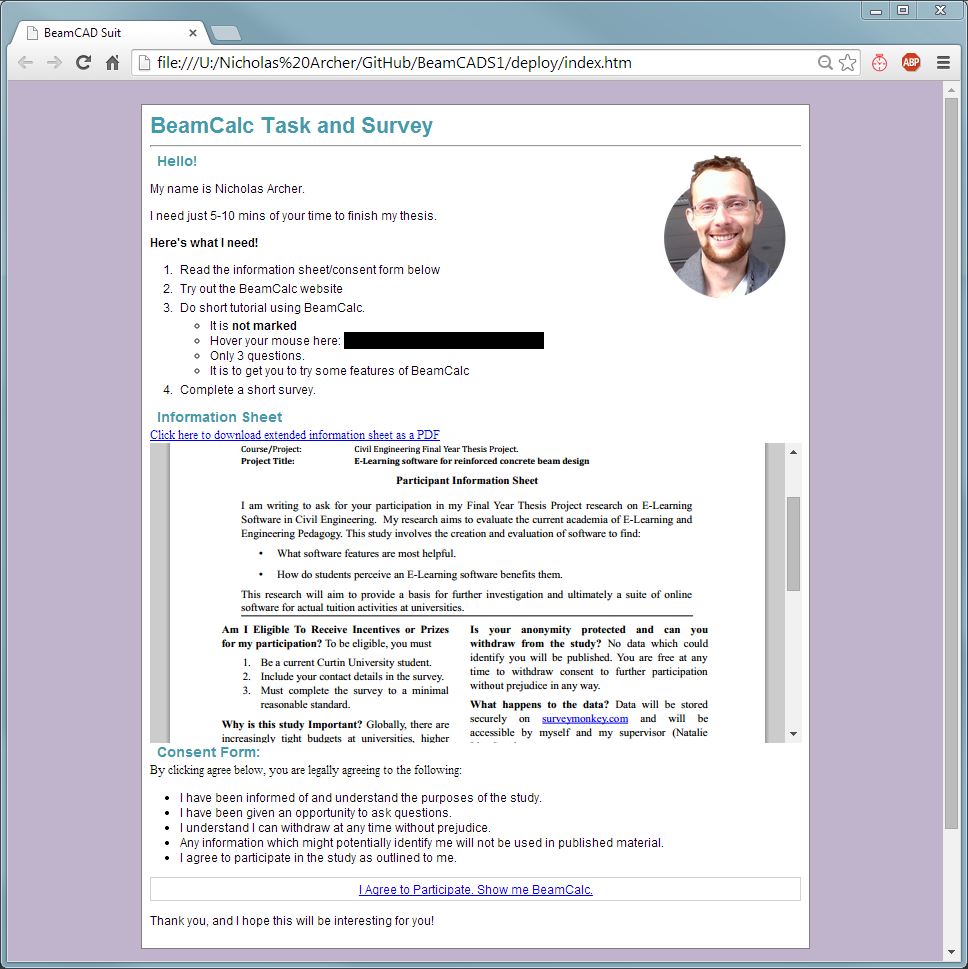 BeamCAD Suit
file:///U:/Nicholas%20Archer/GitHub/BeamCADS1/deploy/index.htm
ABP
BeamCalc Task and Survey
Hello!
My name is Nicholas Archer.
I need just 5-10 mins of your time to finish my thesis.
Here's what I need!
1. Read the information sheet/consent form below
2. Try out the BeamCalc website
3. Do short tutorial using BeamCalc.
It is not marked
Hover your mouse here:
Only 3 questions.
It is to get you to try some features of BeamCalc
4. Complete a short survey.
Information Sheet
Click here to download extended information sheet as a PDF
Course/Project: Civil Engineering Final Year Thesis Project.
Project Title: E-Learning software for reinforced concrete beam design
Participant Information Sheet
I am writing to ask for your participation in my Final Year Thesis Project research on E-Learning
Software in Civil Engineering. My research aims to evaluate the current academia of E-Learning and
Engineering Pedagogy. This study involves the creation and evaluation of software to find:
• What software features are most helpful.
• How do students perceive an E-Learning software benefits them.
This research will aim to provide a basis for further investigation and ultimately a suite of online
software for actual tuition activities at universities.
Am I Eligible To Receive Incentives or Prizes
for my participation? To be eligible, you must
1. Be a current Curtin University student.
2. Include your contact details in the survey.
3. Must complete the survey to a minimal
reasonable standard.
Why is this study Important? Globally, there are
increasingly tight budgets at universities, higher
Is your anonymity protected and can you
withdraw from the study? No data which could
identify you will be published. You are free at any
time to withdraw consent to further participation
without prejudice in any way.
What happens to the data? Data will be stored
securely on surveymonkey.com and will be
accessible by myself and my supervisor (Natalie
Consent Form:
By clicking agree below, you are legally agreeing to the following:
• I have been informed of and understand the purposes of the study.
• I have been given an opportunity to ask questions.
• I understand I can withdraw at any time without prejudice.
• Any information which might potentially identify me will not be used in published material.
• I agree to participate in the study as outlined to me.
I Agree to Participate. Show me BeamCalc.
Thank you, and I hope this will be interesting for you!